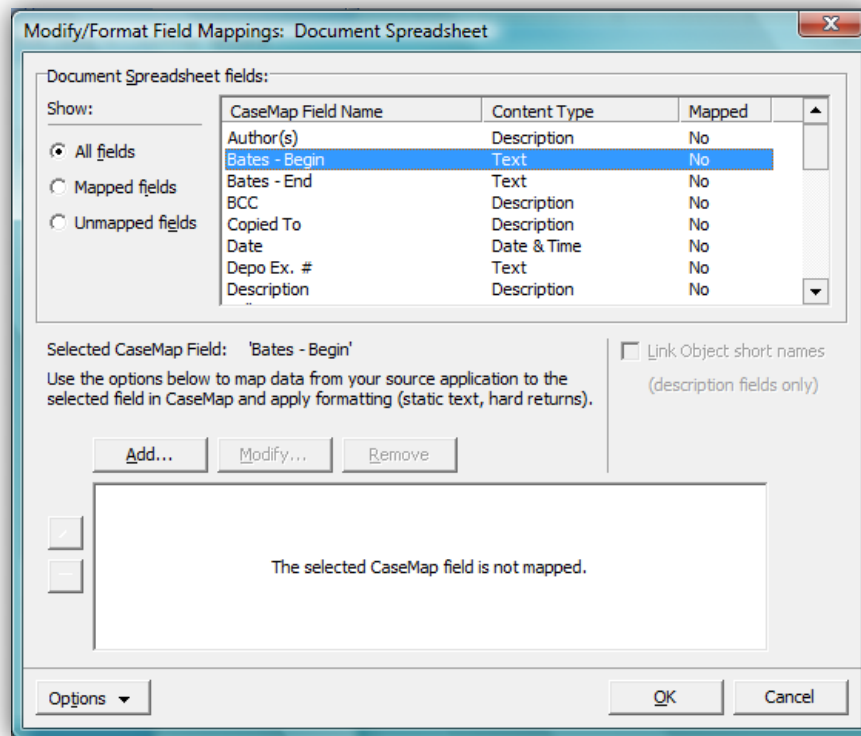 Modify/Format Field Mappings: Document Spreadsheet
X
Document Spreadsheet fields:
Show:
All fields
Mapped fields
Unmapped fields
CaseMap Field Name Content Type Mapped
Author(s) Description No
Bates - Begin Text No
Bates - End Text No
BCC Description No
Copied To Description No
Date Date & Time No
Depo Ex. # Text No
Description Description No
Selected CaseMap Field: 'Bates - Begin'
Use the options below to map data from your source application to the
selected field in CaseMap and apply formatting (static text, hard returns).
Link Object short names
(description fields only)
Add... Modify... Remove
The selected CaseMap field is not mapped.
Options OK Cancel